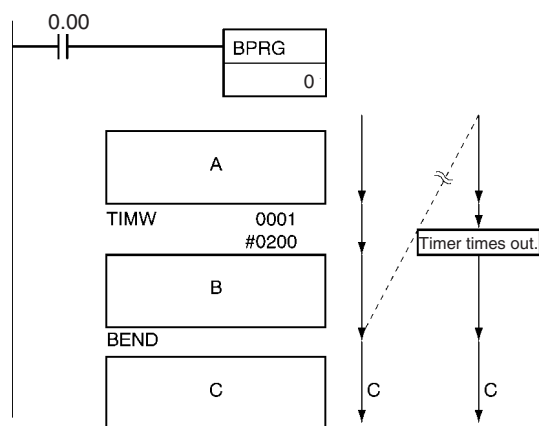 0.00
BPRG
0
A
TIMW 0001
#0200
Timer times out.
B
BEND
C C C